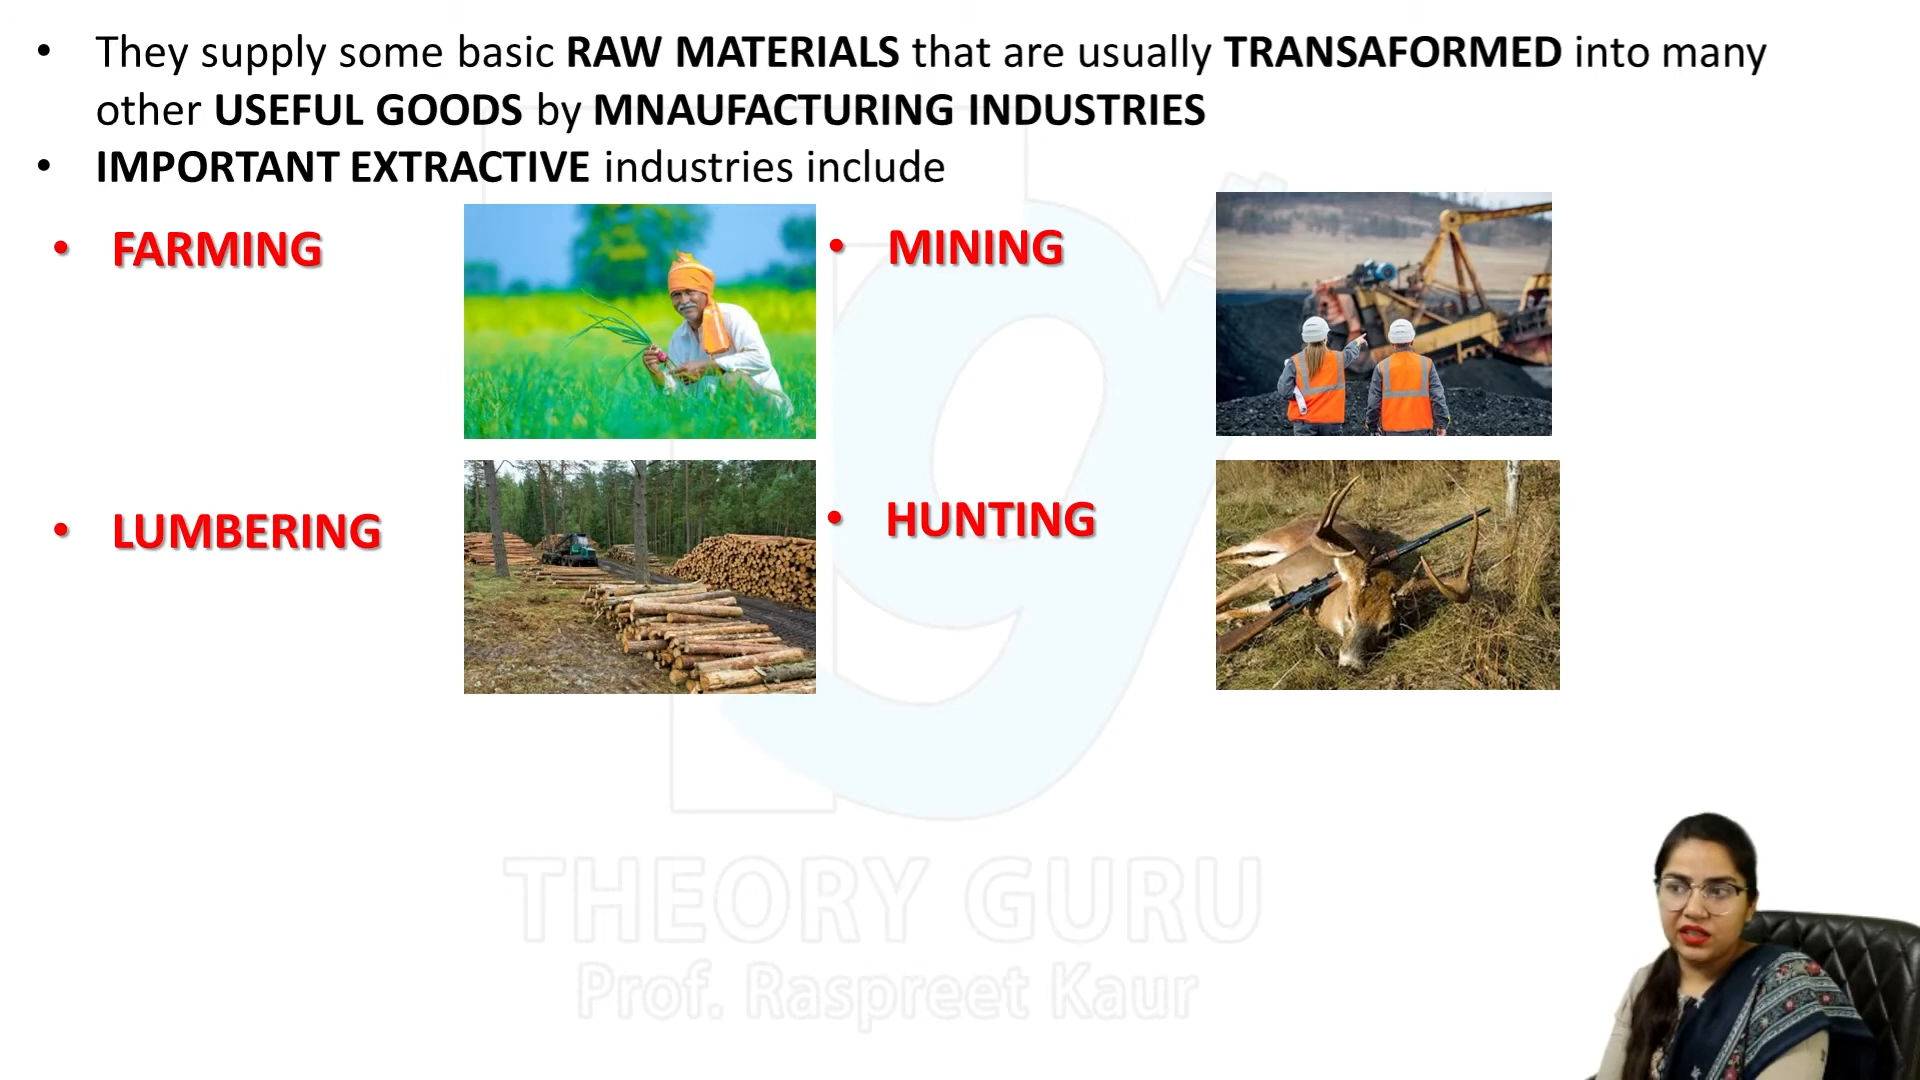 • They supply some basic RAW MATERIALS that are usually TRANSAFORMED into many
other USEFUL GOODS by MNAUFACTURING INDUSTRIES
• IMPORTANT EXTRACTIVE industries include
• FARMING
• MINING
• LUMBERING
• HUNTING
THEORY GURU
Prof. Raspreet Kaur